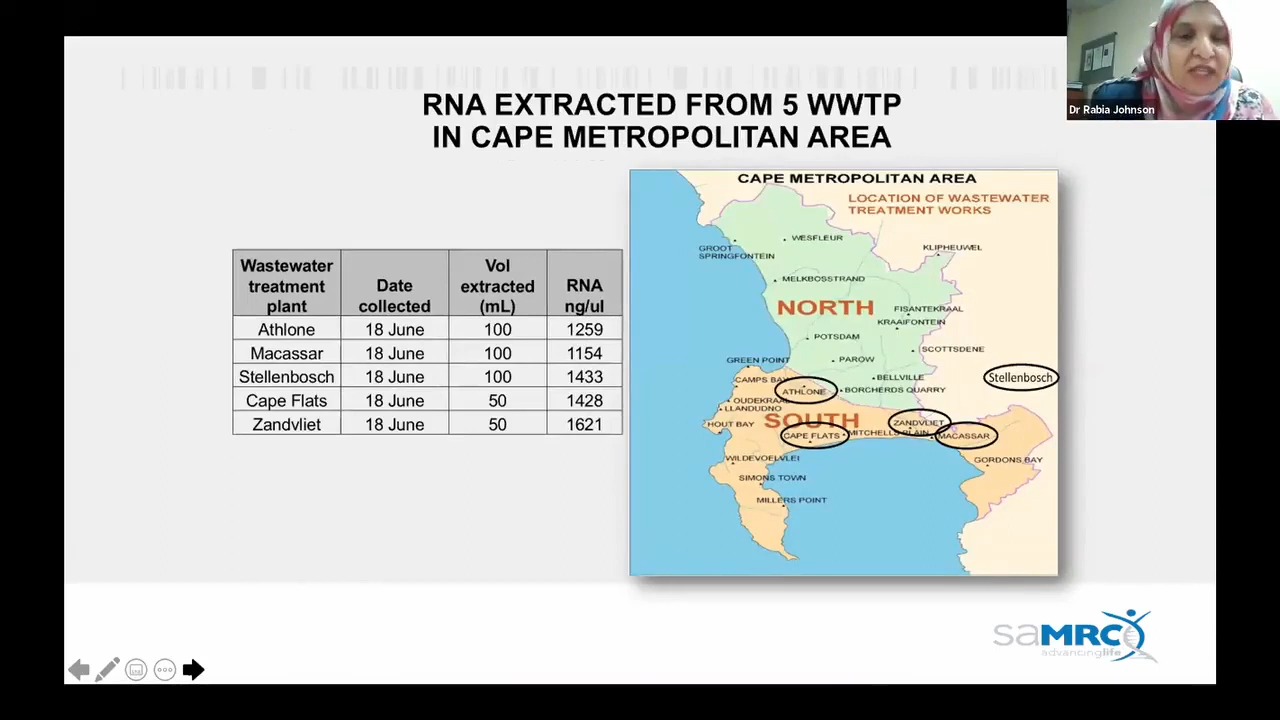 Dr Rabia Johnson
RNA EXTRACTED FROM 5 WWTP
IN CAPE METROPOLITAN AREA
Wastewater treatment plant | Date collected | Vol extracted (mL) | RNA ng/ul
Athlone | 18 June | 100 | 1259
Macassar | 18 June | 100 | 1154
Stellenbosch | 18 June | 100 | 1433
Cape Flats | 18 June | 50 | 1428
Zandvliet | 18 June | 50 | 1621
CAPE METROPOLITAN AREA
LOCATION OF WASTEWATER
TREATMENT WORKS
WESFLEUR
GROOT
SPRINGFONTEIN
KLIPHEUWEL
MELKBOSSTRAND
NORTH
FISANTEKRAAL
KRAAIFONTEIN
POTSDAM
SCOTTSDENE
GREEN POINT
PAROW
CAMPS BAY
BELLVILLE
Stellenbosch
ATHLONE
BORCHERDS QUARRY
OUDEKRAAL
LLANDUDNO
HOUT BAY
SOUTH
ZANDVLIET
CAPE FLATS
MITCHELLS PLAIN
MACASSAR
WILDEVOELVLEI
GORDONS BAY
SIMONS TOWN
MILLERS POINT
saMRC
advancinglife